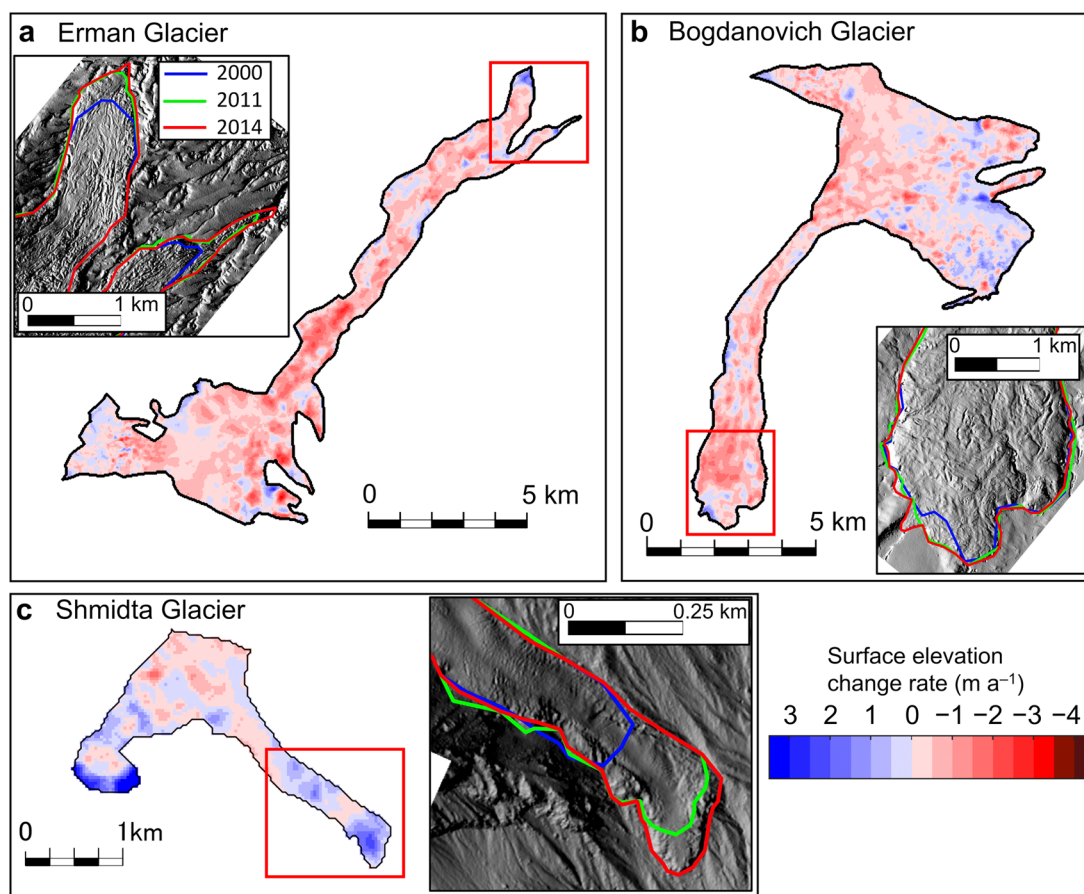 a Erman Glacier
2000
2011
2014
0 1 km
0 5 km
b Bogdanovich Glacier
0 1 km
0 5 km
c Shmidta Glacier
0 0.25 km
0 1km
Surface elevation
change rate (m a⁻¹)
3 2 1 0 −1 −2 −3 −4